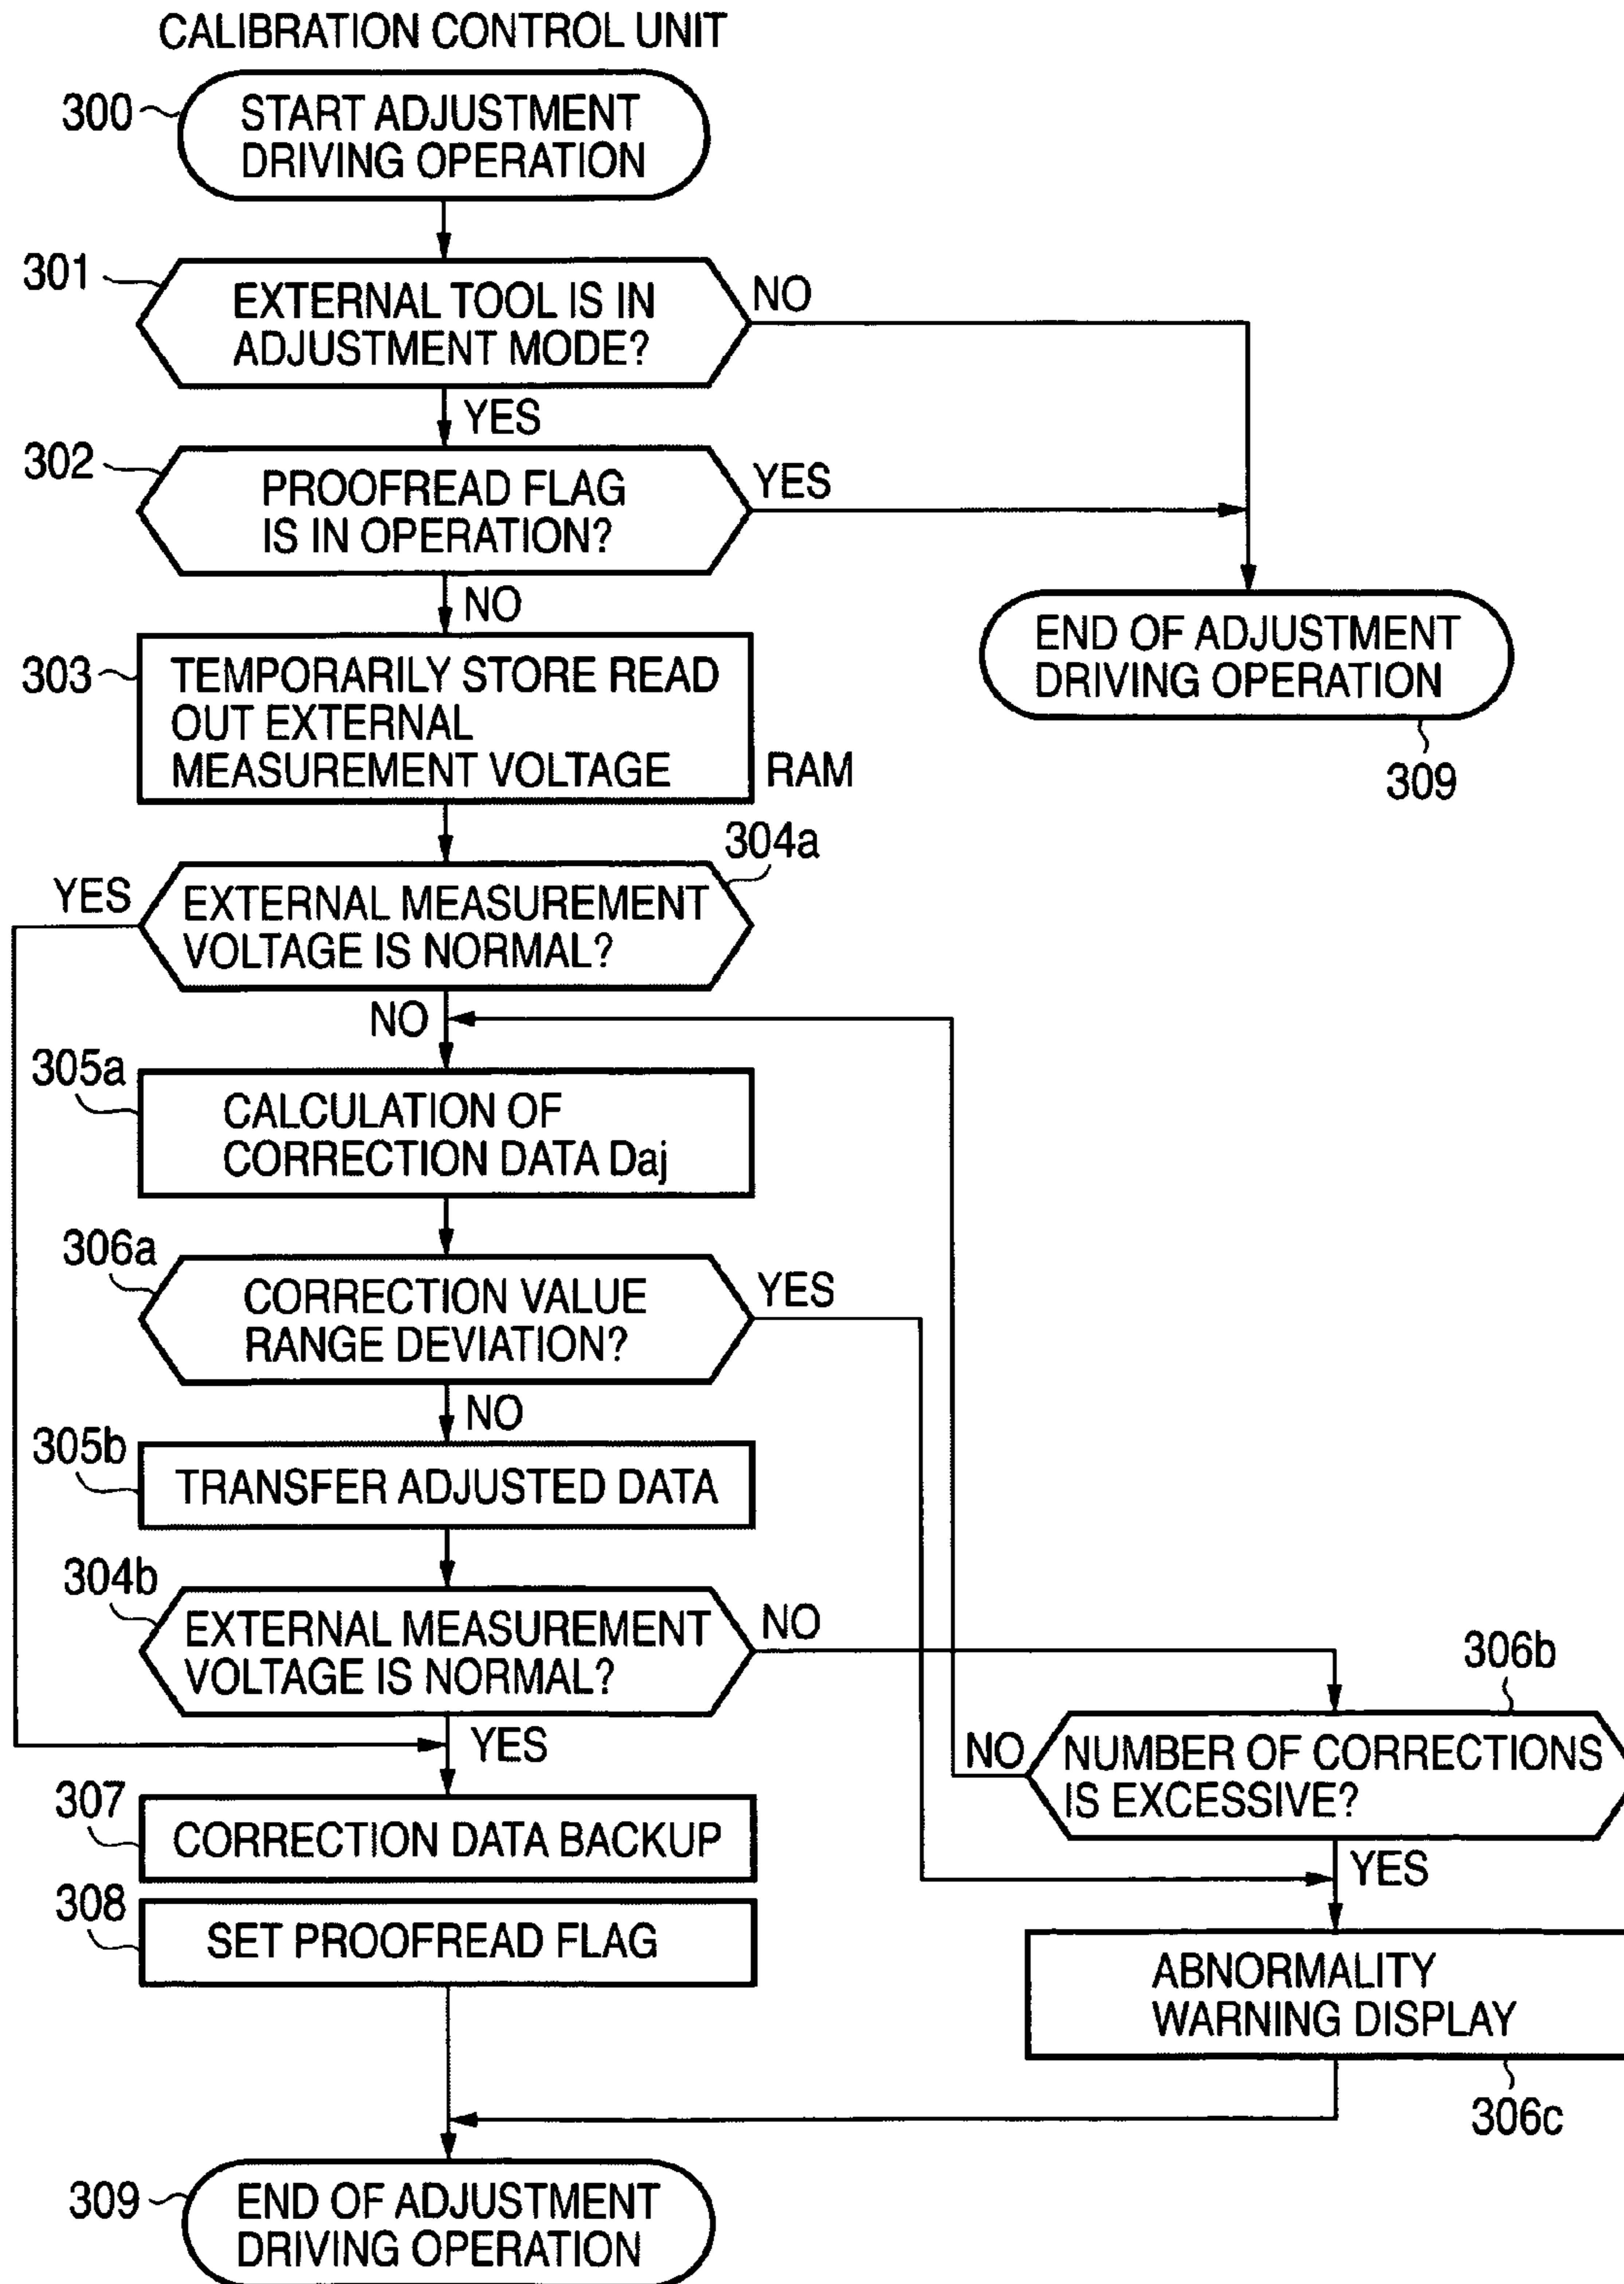 CALIBRATION CONTROL UNIT
300
START ADJUSTMENT
DRIVING OPERATION
301
EXTERNAL TOOL IS IN
ADJUSTMENT MODE?
NO
YES
302
PROOFREAD FLAG
IS IN OPERATION?
YES
NO
END OF ADJUSTMENT
DRIVING OPERATION
309
303
TEMPORARILY STORE READ
OUT EXTERNAL
MEASUREMENT VOLTAGE
RAM
304a
YES
EXTERNAL MEASUREMENT
VOLTAGE IS NORMAL?
NO
305a
CALCULATION OF
CORRECTION DATA Daj
306a
CORRECTION VALUE
RANGE DEVIATION?
YES
NO
305b
TRANSFER ADJUSTED DATA
304b
EXTERNAL MEASUREMENT
VOLTAGE IS NORMAL?
NO
YES
306b
NO
NUMBER OF CORRECTIONS
IS EXCESSIVE?
YES
307
CORRECTION DATA BACKUP
308
SET PROOFREAD FLAG
ABNORMALITY
WARNING DISPLAY
306c
309
END OF ADJUSTMENT
DRIVING OPERATION